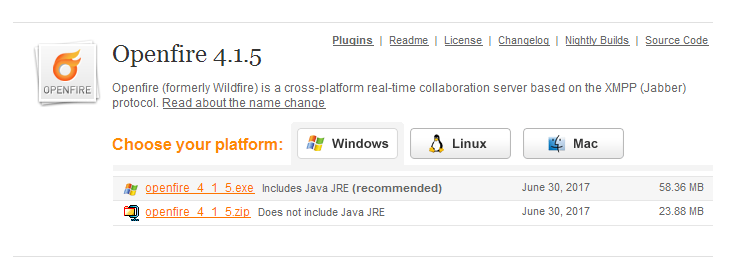 Plugins | Readme | License | Changelog | Nightly Builds | Source Code
Openfire 4.1.5
OPENFIRE
Openfire (formerly Wildfire) is a cross-platform real-time collaboration server based on the XMPP (Jabber)
protocol. Read about the name change
Choose your platform: Windows Linux Mac
openfire_4_1_5.exe Includes Java JRE (recommended) June 30, 2017 58.36 MB
openfire_4_1_5.zip Does not include Java JRE June 30, 2017 23.88 MB